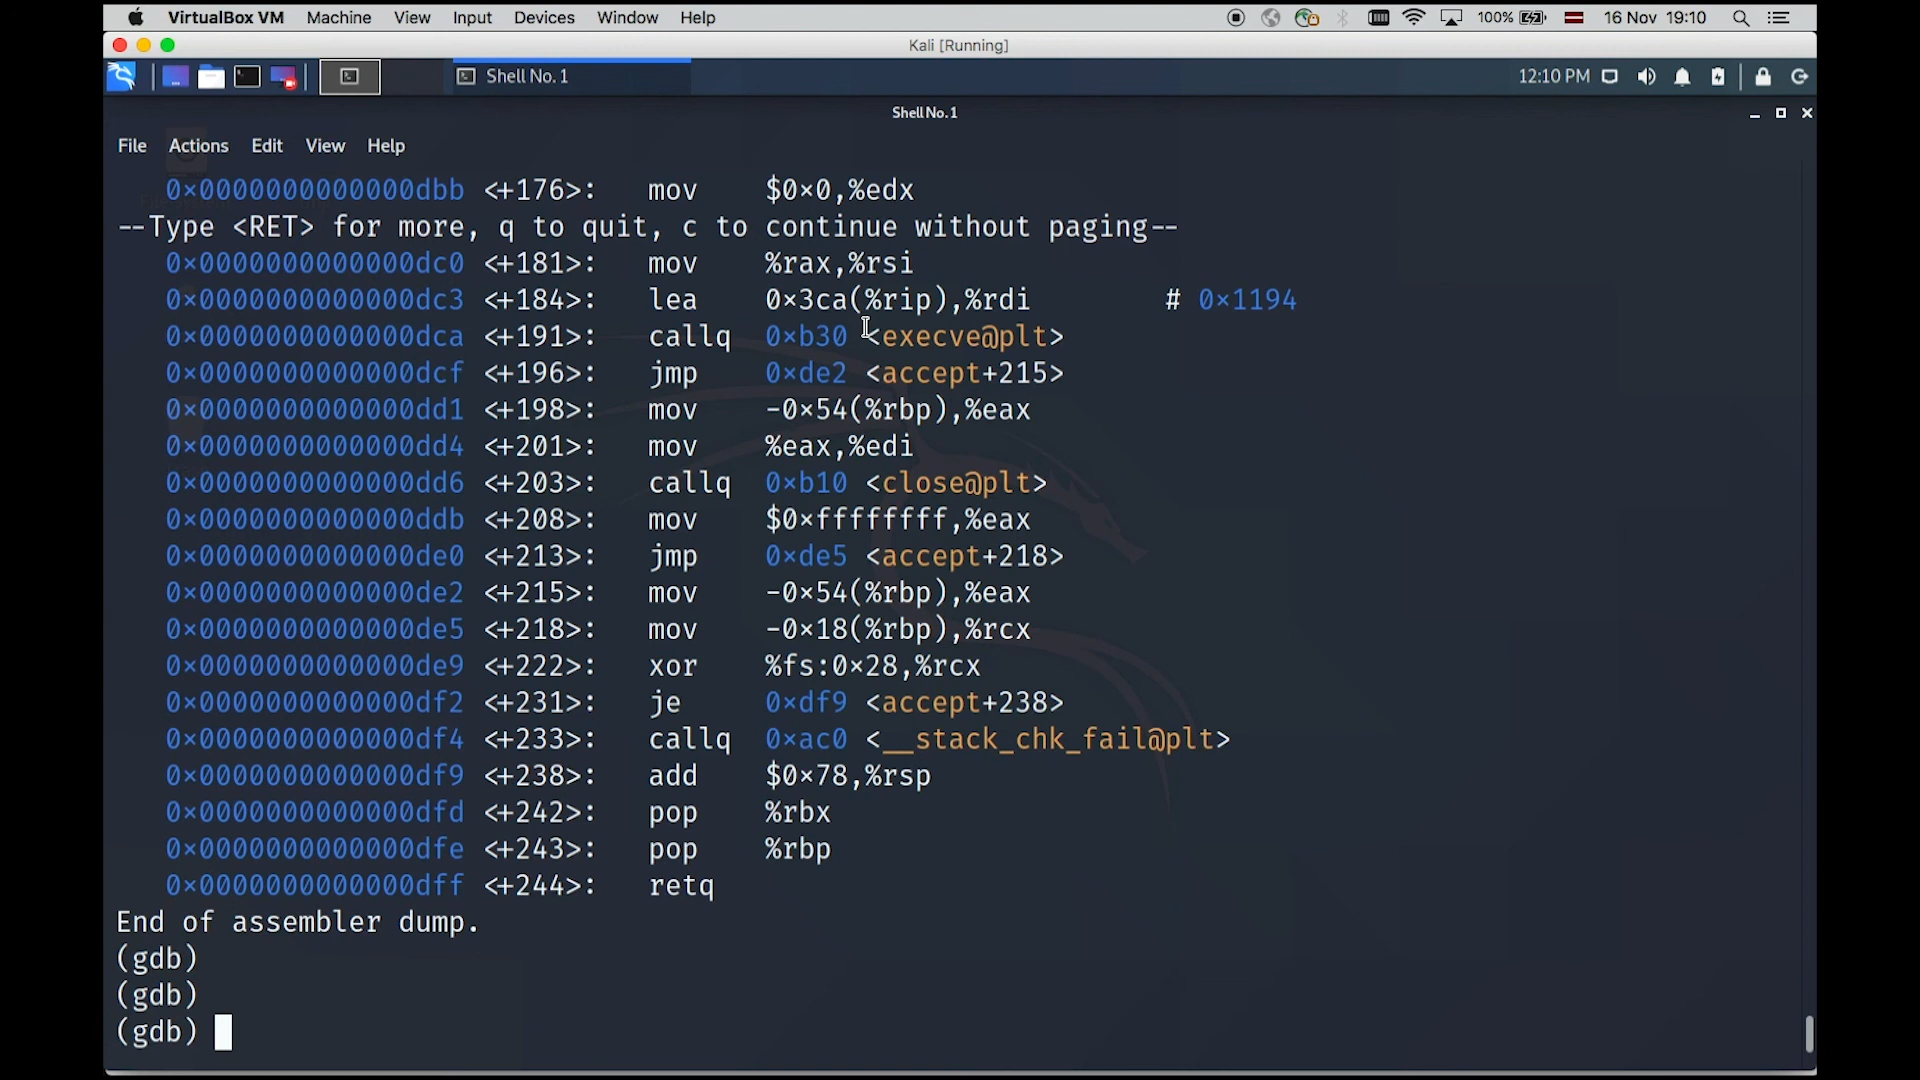 VirtualBox VM Machine View Input Devices Window Help 100% 16 Nov 19:10
Kali [Running]
Shell No. 1 12:10 PM
Shell No. 1
File Actions Edit View Help
0x0000000000000dbb <+176>: mov $0x0,%edx
--Type <RET> for more, q to quit, c to continue without paging--
0x0000000000000dc0 <+181>: mov %rax,%rsi
0x0000000000000dc3 <+184>: lea 0x3ca(%rip),%rdi # 0x1194
0x0000000000000dca <+191>: callq 0xb30 <execve@plt>
0x0000000000000dcf <+196>: jmp 0xde2 <accept+215>
0x0000000000000dd1 <+198>: mov -0x54(%rbp),%eax
0x0000000000000dd4 <+201>: mov %eax,%edi
0x0000000000000dd6 <+203>: callq 0xb10 <close@plt>
0x0000000000000ddb <+208>: mov $0xffffffff,%eax
0x0000000000000de0 <+213>: jmp 0xde5 <accept+218>
0x0000000000000de2 <+215>: mov -0x54(%rbp),%eax
0x0000000000000de5 <+218>: mov -0x18(%rbp),%rcx
0x0000000000000de9 <+222>: xor %fs:0x28,%rcx
0x0000000000000df2 <+231>: je 0xdf9 <accept+238>
0x0000000000000df4 <+233>: callq 0xac0 <__stack_chk_fail@plt>
0x0000000000000df9 <+238>: add $0x78,%rsp
0x0000000000000dfd <+242>: pop %rbx
0x0000000000000dfe <+243>: pop %rbp
0x0000000000000dff <+244>: retq
End of assembler dump.
(gdb)
(gdb)
(gdb)